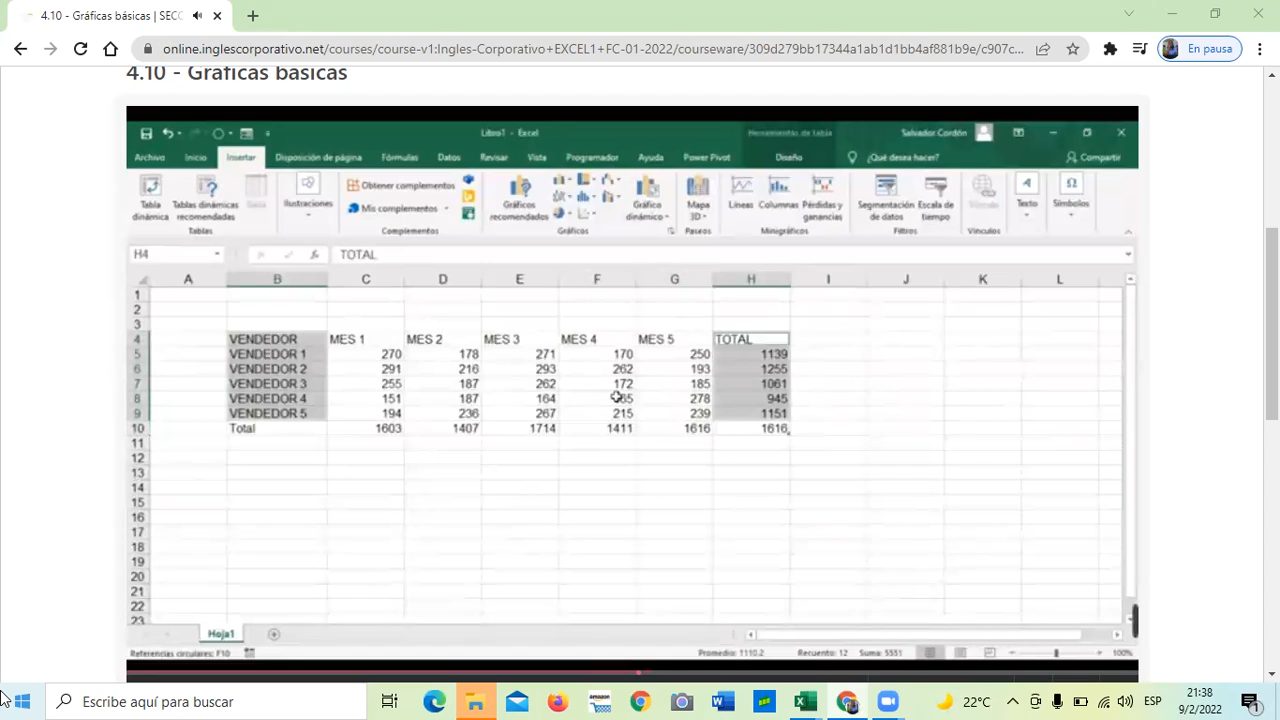 4.10 - Gráficas básicas | SECC
En pausa
online.inglescorporativo.net/courses/course-v1:Ingles-Corporativo+EXCEL1+FC-01-2022/courseware/309d279bb17344a1ab1d1bb4af881b9e/c907c...
4.10 - Gráficas básicas
Libro1 - Excel
Herramientas de tabla
Salvador Cordón
Archivo Inicio Insertar Disposición de página Fórmulas Datos Revisar Vista Programador Ayuda Power Pivot Diseño ¿Qué desea hacer? Compartir
Tabla dinámica
Tablas dinámicas recomendadas
Tabla
Ilustraciones
Obtener complementos
Mis complementos
Gráficos recomendados
Gráfico dinámico
Mapa 3D
Líneas Columnas Pérdidas y ganancias
Segmentación de datos
Escala de tiempo
Vínculo
Texto
Símbolos
Tablas Complementos Gráficos Paseos Minigráficos Filtros Vínculos
H4 fx TOTAL
A B C D E F G H I J K L
1
2
3
4 VENDEDOR MES 1 MES 2 MES 3 MES 4 MES 5 TOTAL
5 VENDEDOR 1 270 178 271 170 250 1139
6 VENDEDOR 2 291 216 293 262 193 1255
7 VENDEDOR 3 255 187 262 172 185 1061
8 VENDEDOR 4 151 187 164 278 945
9 VENDEDOR 5 194 236 267 215 239 1151
10 Total 1603 1407 1714 1411 1616 1616
11
12
13
14
15
16
17
18
19
20
21
22
23
Hoja1
Referencias circulares: F10 Promedio: 1110.2 Recuento: 12 Suma: 5551 100%
Escribe aquí para buscar
amazon
22°C
ESP
21:38
9/2/2022
1